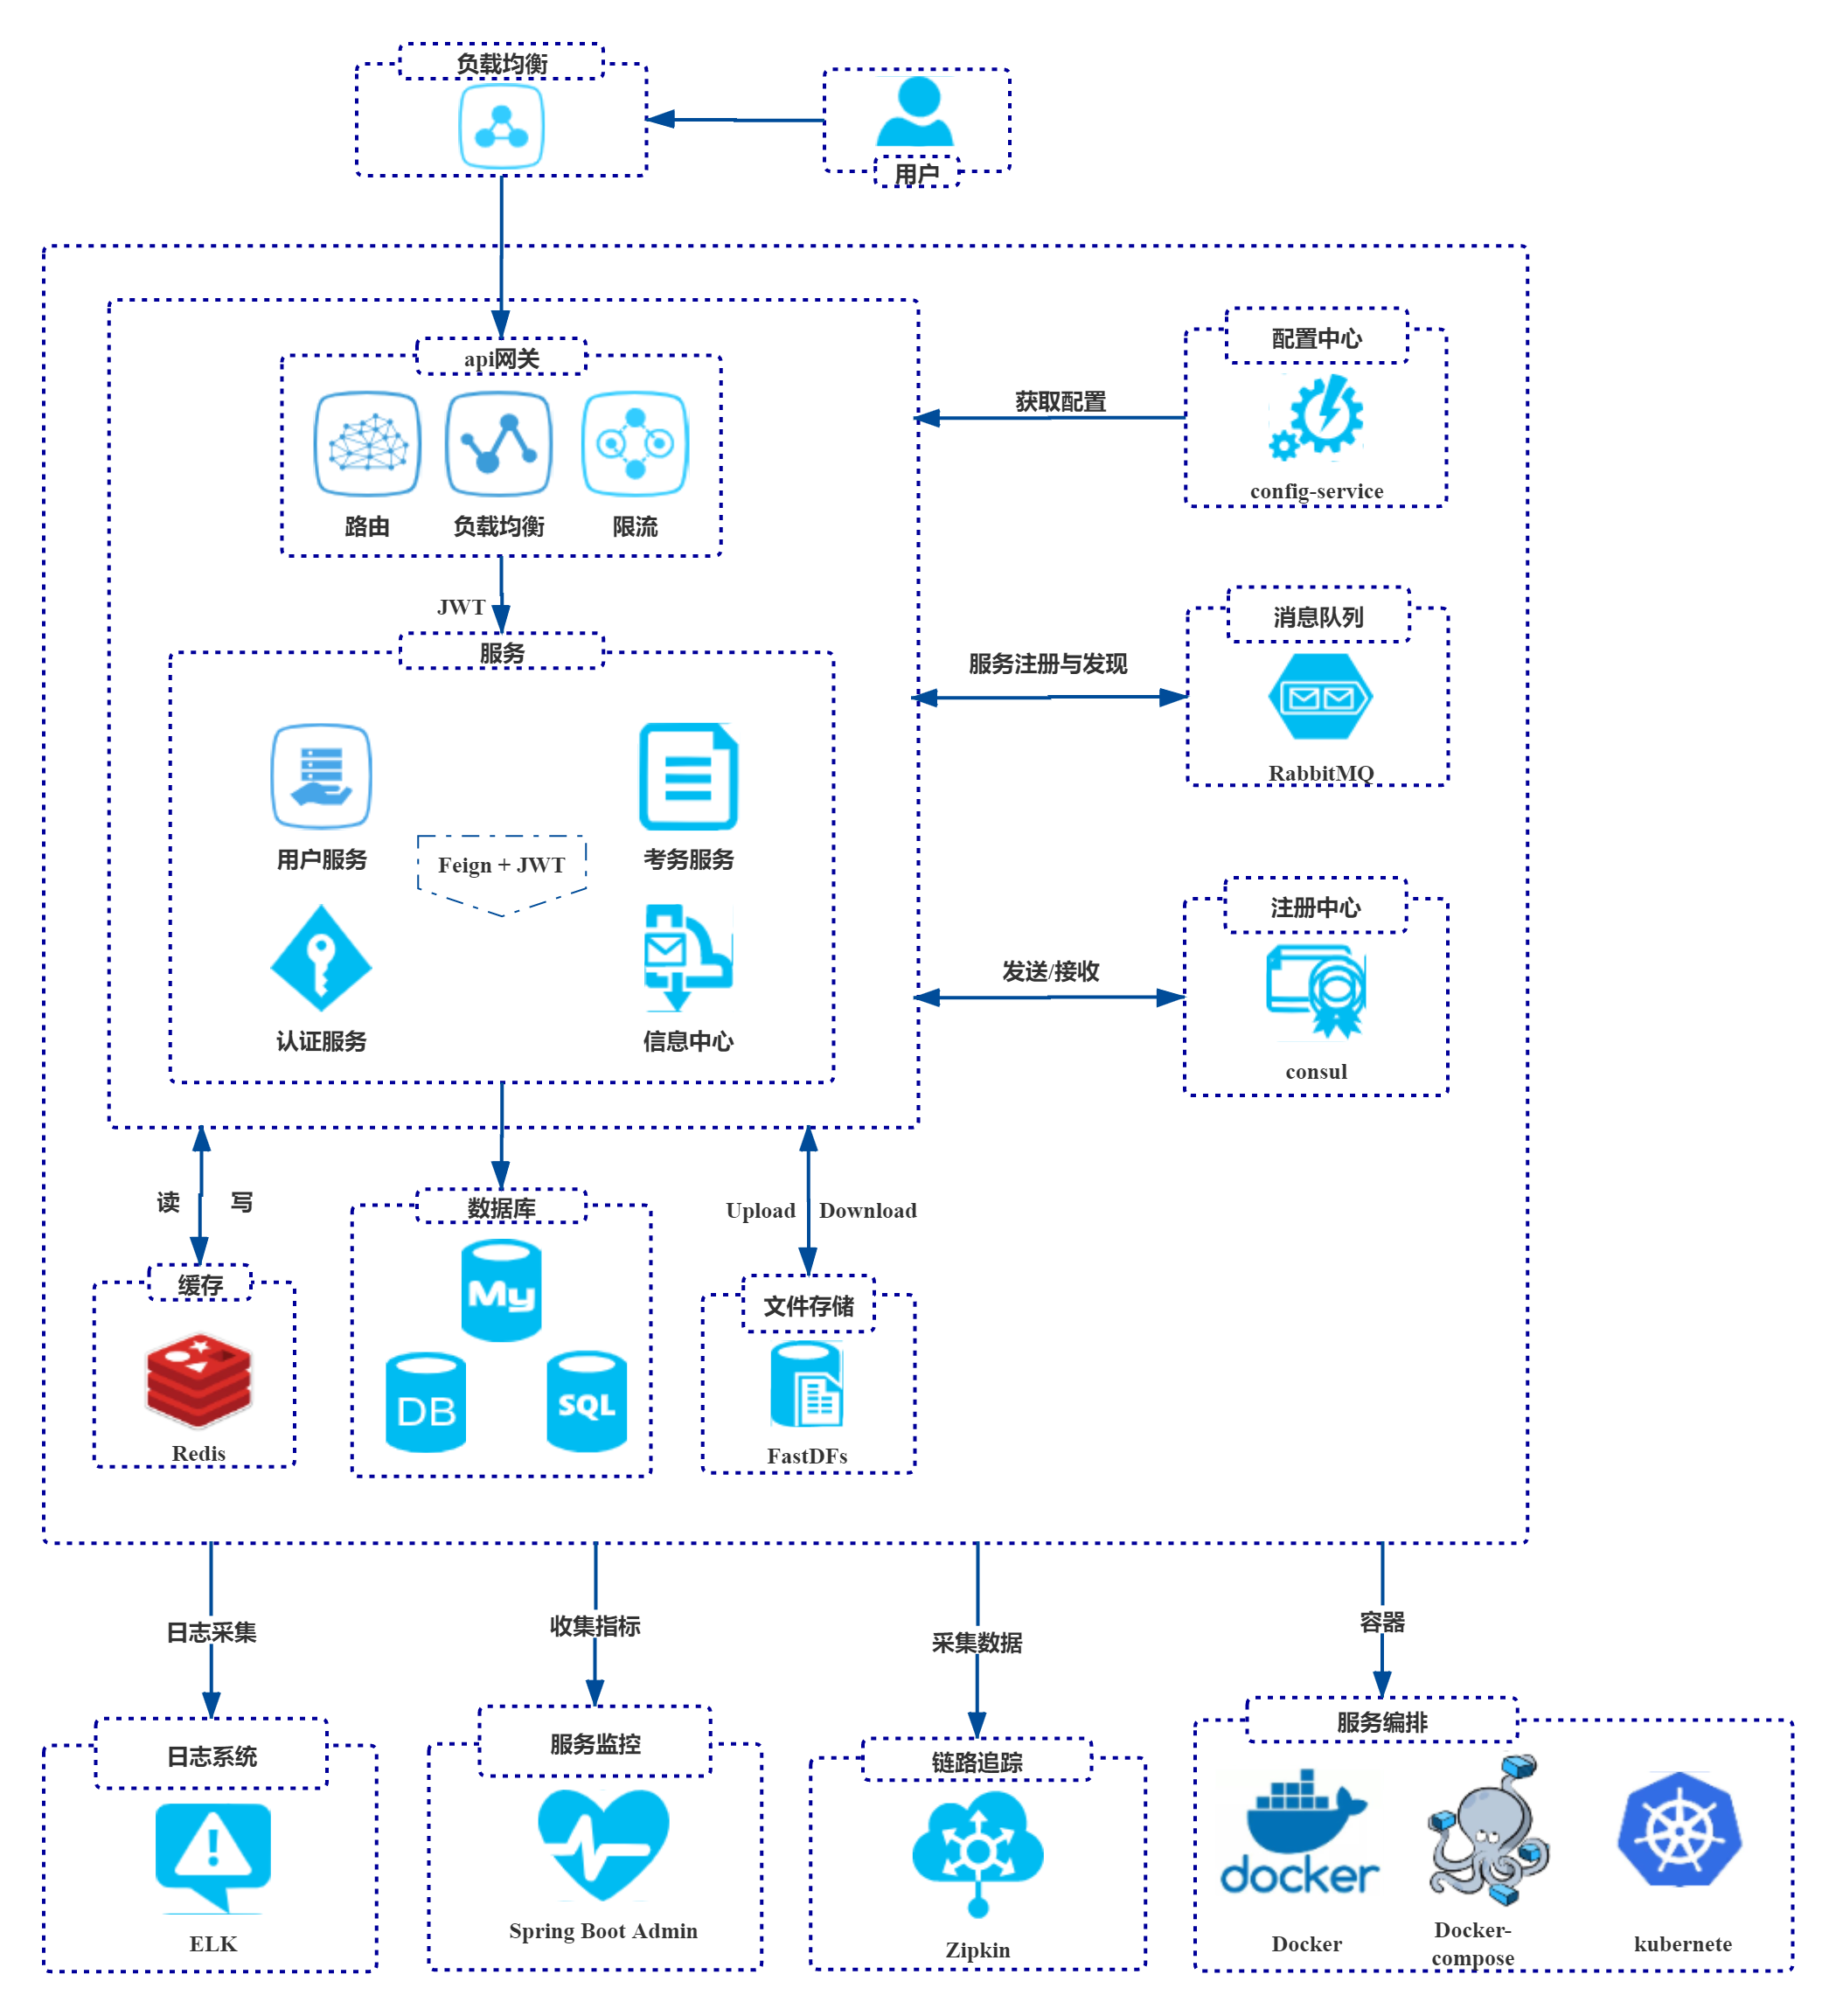 负载均衡
用户
api网关
路由
负载均衡
限流
配置中心
获取配置
config-service
JWT
服务
消息队列
服务注册与发现
RabbitMQ
用户服务
Feign + JWT
考务服务
注册中心
认证服务
信息中心
发送/接收
consul
读
写
数据库
Upload
Download
缓存
My
文件存储
DB
SQL
Redis
FastDFs
日志采集
收集指标
采集数据
容器
日志系统
服务监控
链路追踪
服务编排
docker
ELK
Spring Boot Admin
Zipkin
Docker
Docker-
compose
kubernete